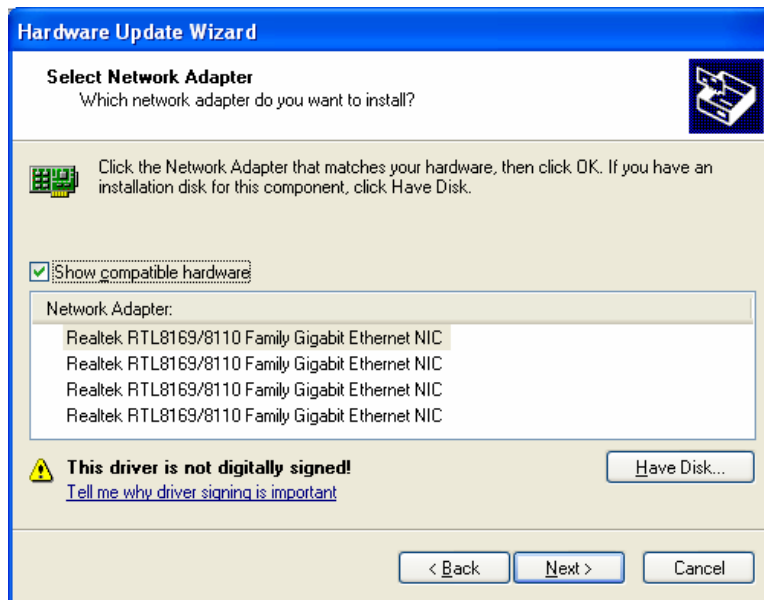 Hardware Update Wizard
Select Network Adapter
Which network adapter do you want to install?
Click the Network Adapter that matches your hardware, then click OK. If you have an
installation disk for this component, click Have Disk.
Show compatible hardware
Network Adapter:
Realtek RTL8169/8110 Family Gigabit Ethernet NIC
Realtek RTL8169/8110 Family Gigabit Ethernet NIC
Realtek RTL8169/8110 Family Gigabit Ethernet NIC
Realtek RTL8169/8110 Family Gigabit Ethernet NIC
This driver is not digitally signed!
Have Disk...
Tell me why driver signing is important
< Back Next > Cancel